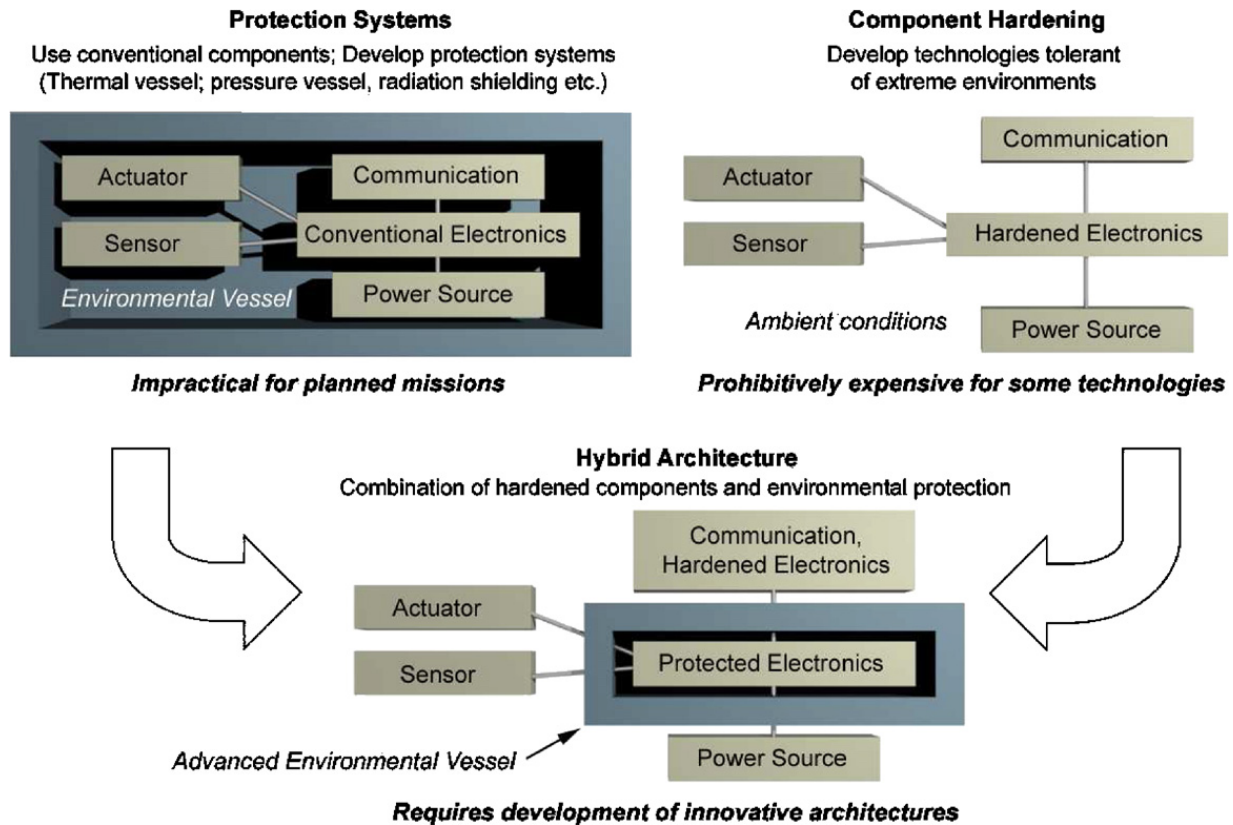 Protection Systems
Use conventional components; Develop protection systems
(Thermal vessel; pressure vessel, radiation shielding etc.)
Actuator
Communication
Sensor
Conventional Electronics
Environmental Vessel
Power Source
Impractical for planned missions
Component Hardening
Develop technologies tolerant
of extreme environments
Communication
Actuator
Sensor
Hardened Electronics
Ambient conditions
Power Source
Prohibitively expensive for some technologies
Hybrid Architecture
Combination of hardened components and environmental protection
Communication,
Hardened Electronics
Actuator
Protected Electronics
Sensor
Advanced Environmental Vessel
Power Source
Requires development of innovative architectures